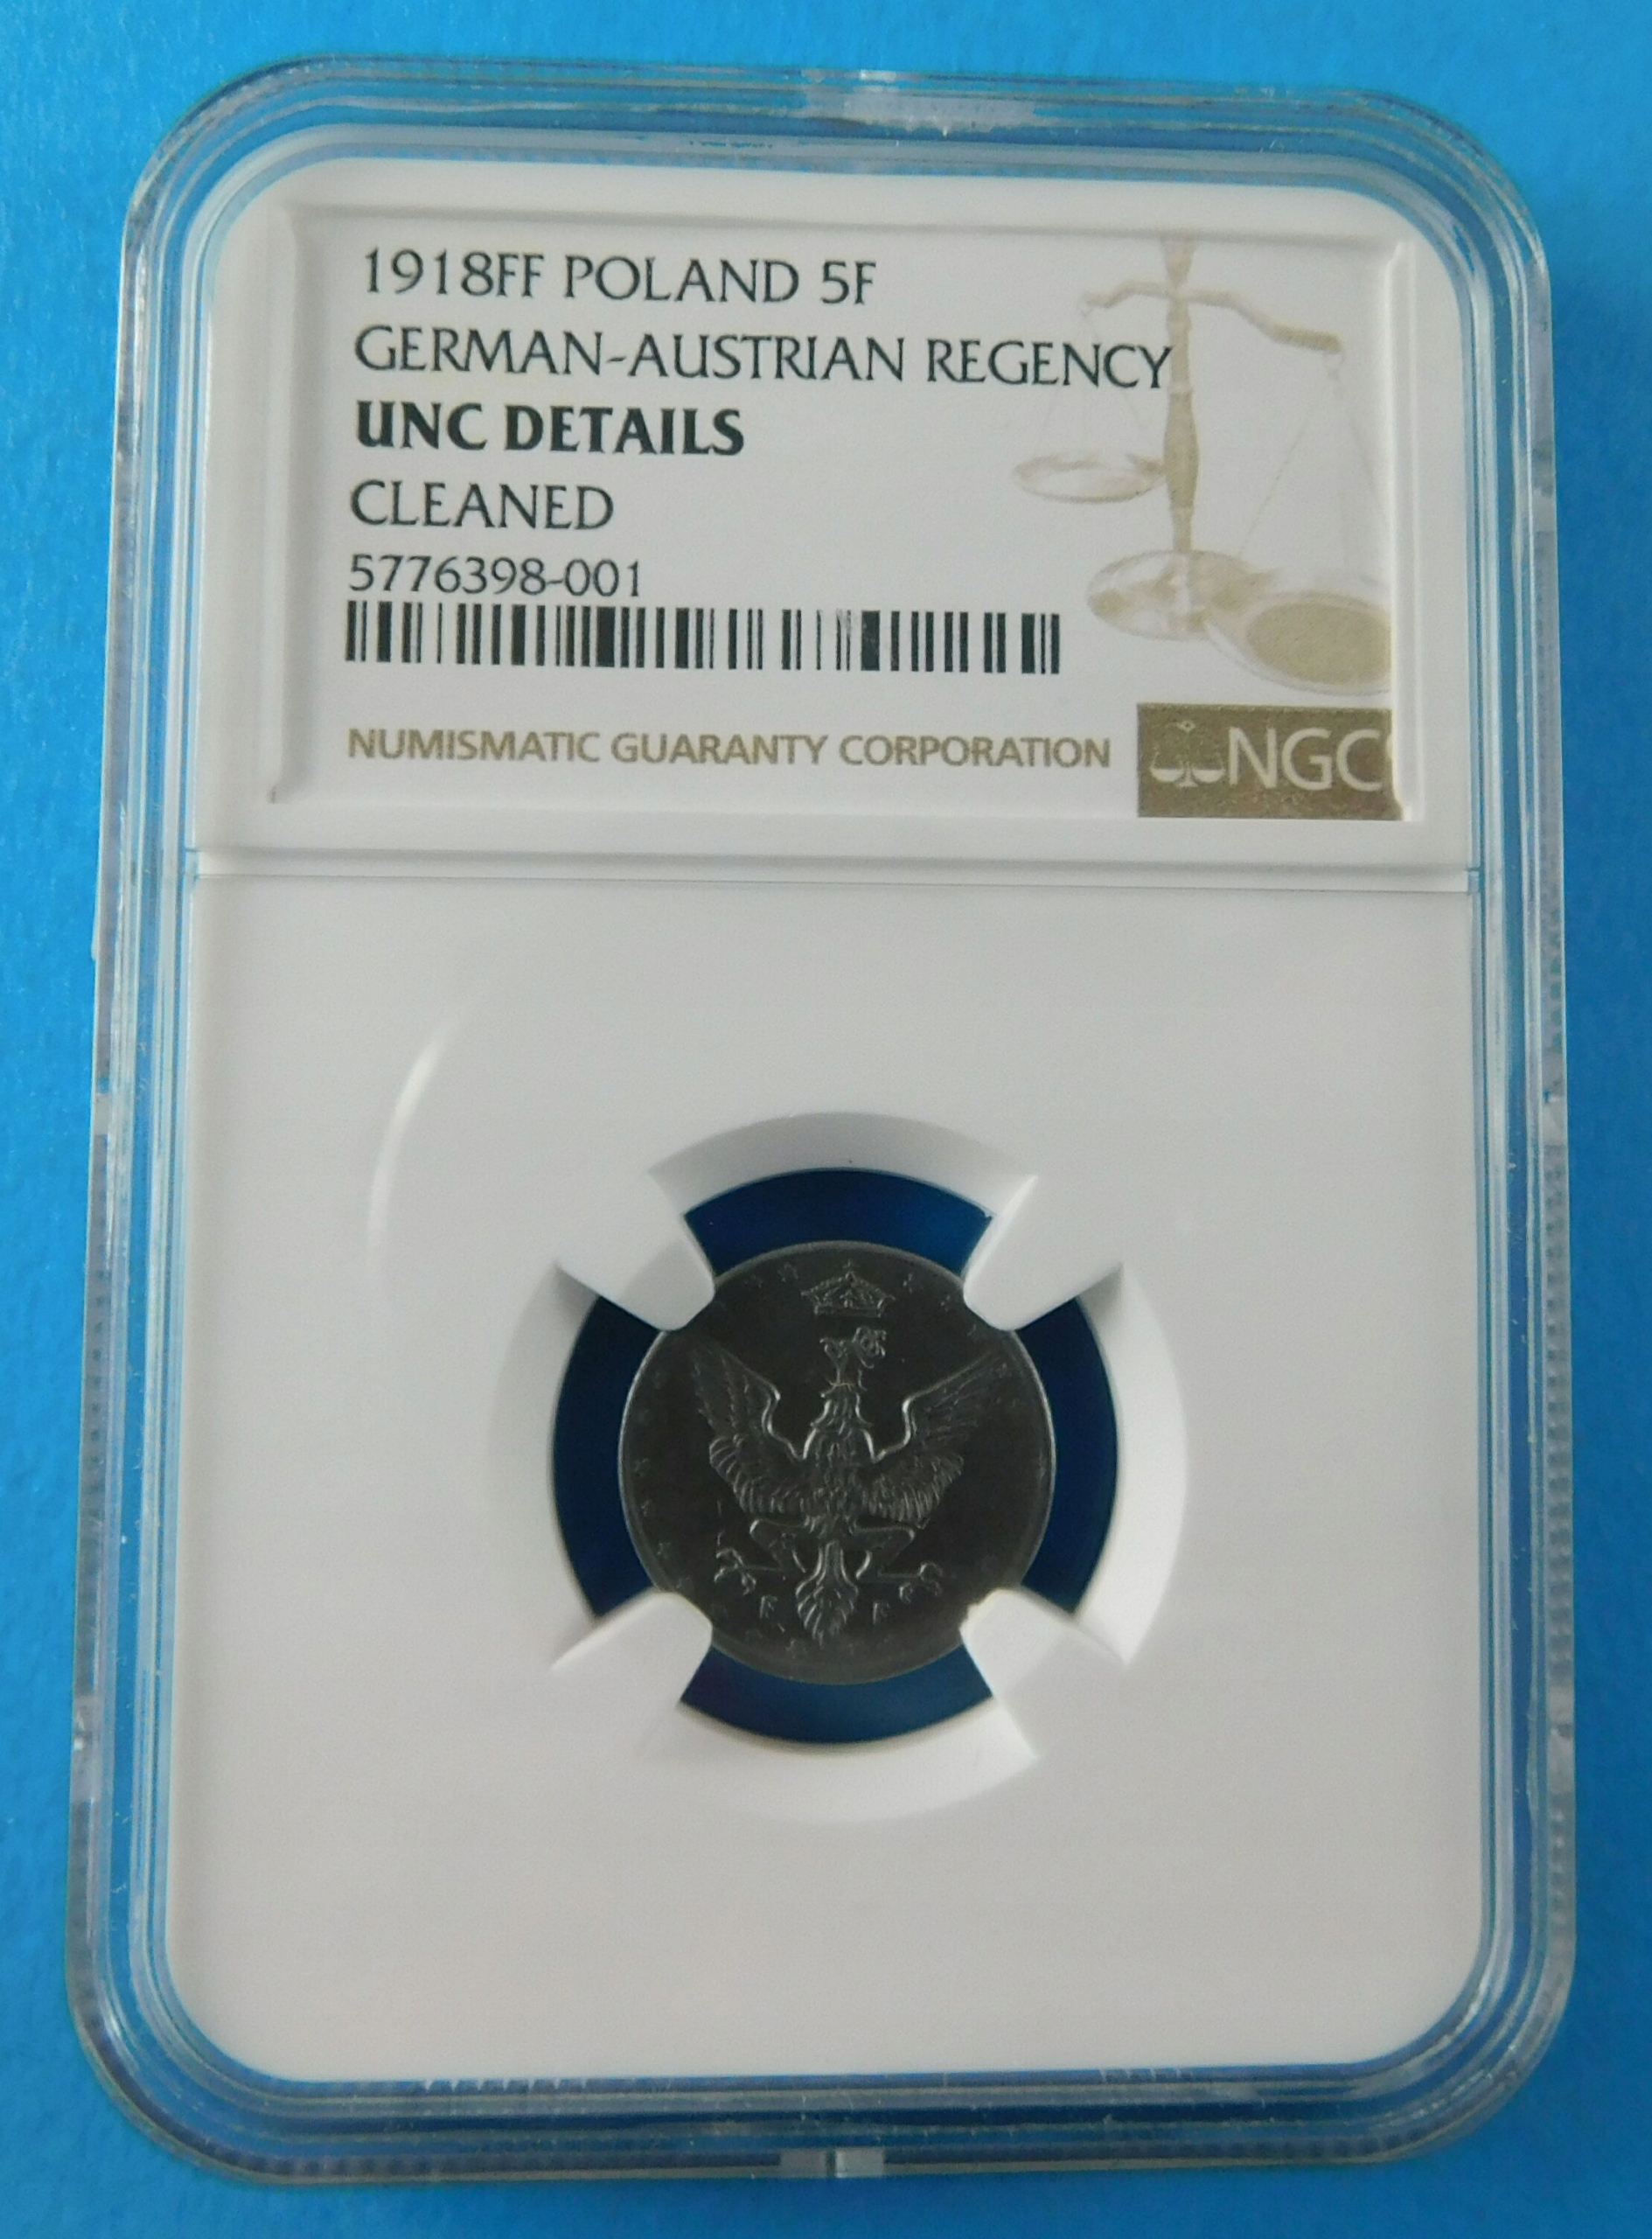 1918FF POLAND 5F
GERMAN-AUSTRIAN REGENCY
UNC DETAILS
CLEANED
5776398-001
NUMISMATIC GUARANTY CORPORATION
NGC
F F